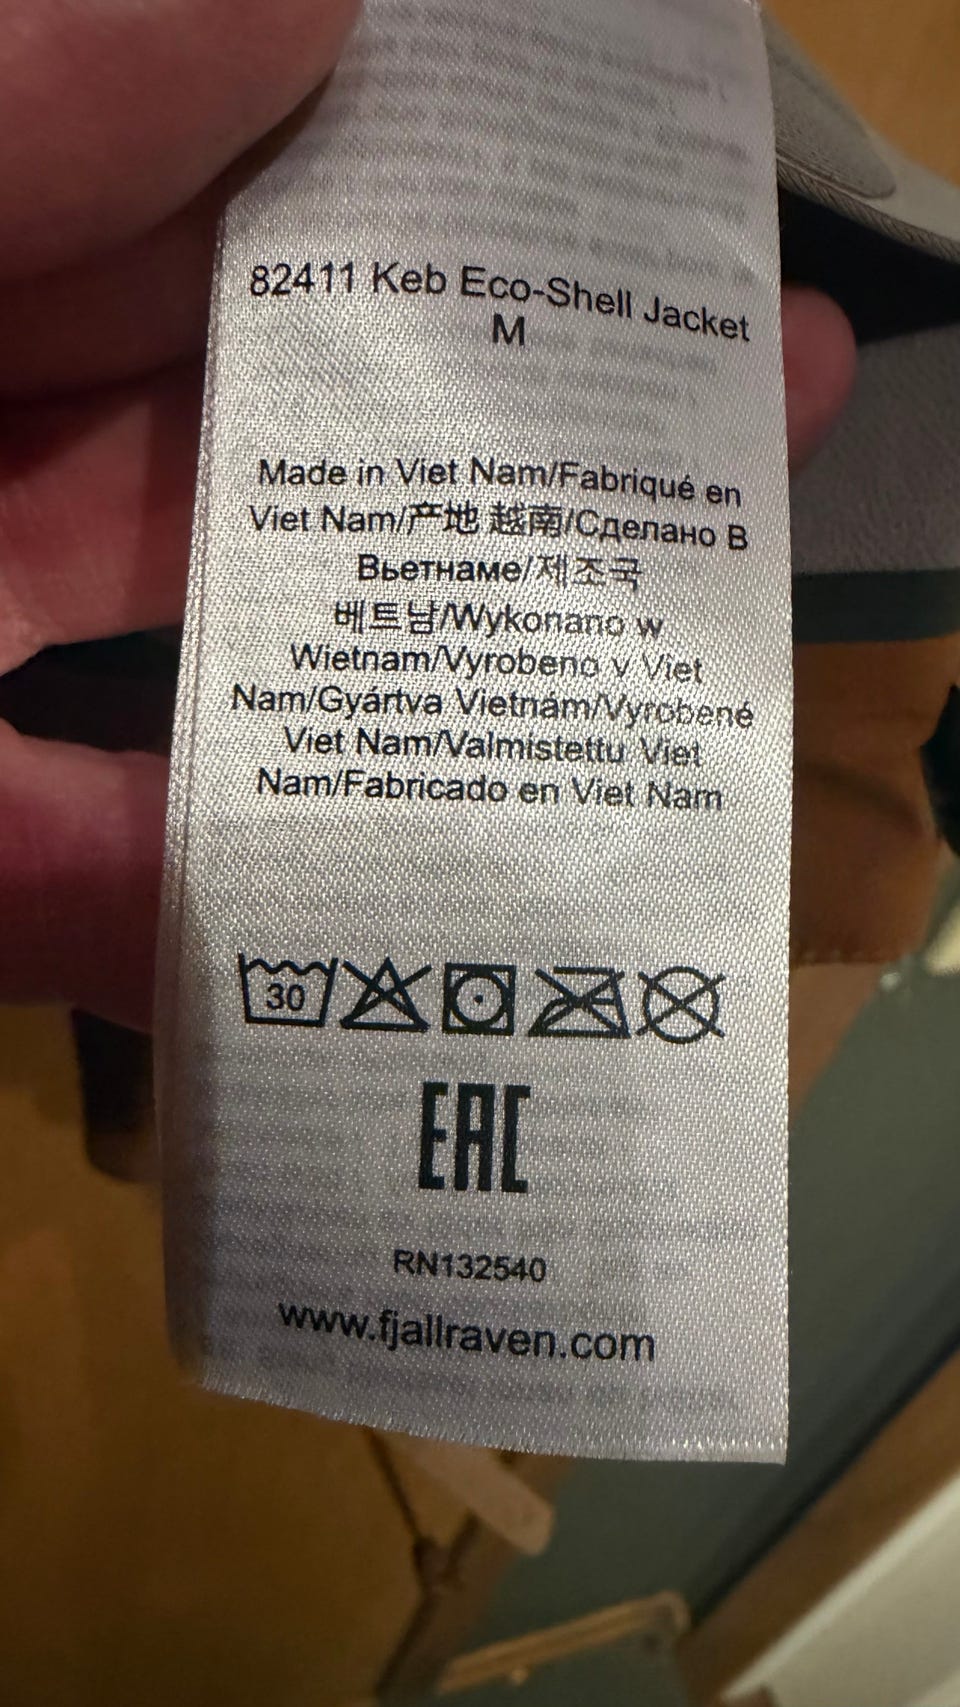 82411 Keb Eco-Shell Jacket
M
Made in Viet Nam/Fabriqué en
Viet Nam/产地 越南/Сделано В
Вьетнаме/제조국
베트남/Wykonano w
Wietnam/Vyrobeno v Viet
Nam/Gyártva Vietnám/Vyrobené
Viet Nam/Valmistettu Viet
Nam/Fabricado en Viet Nam
30
EAC
RN132540
www.fjallraven.com